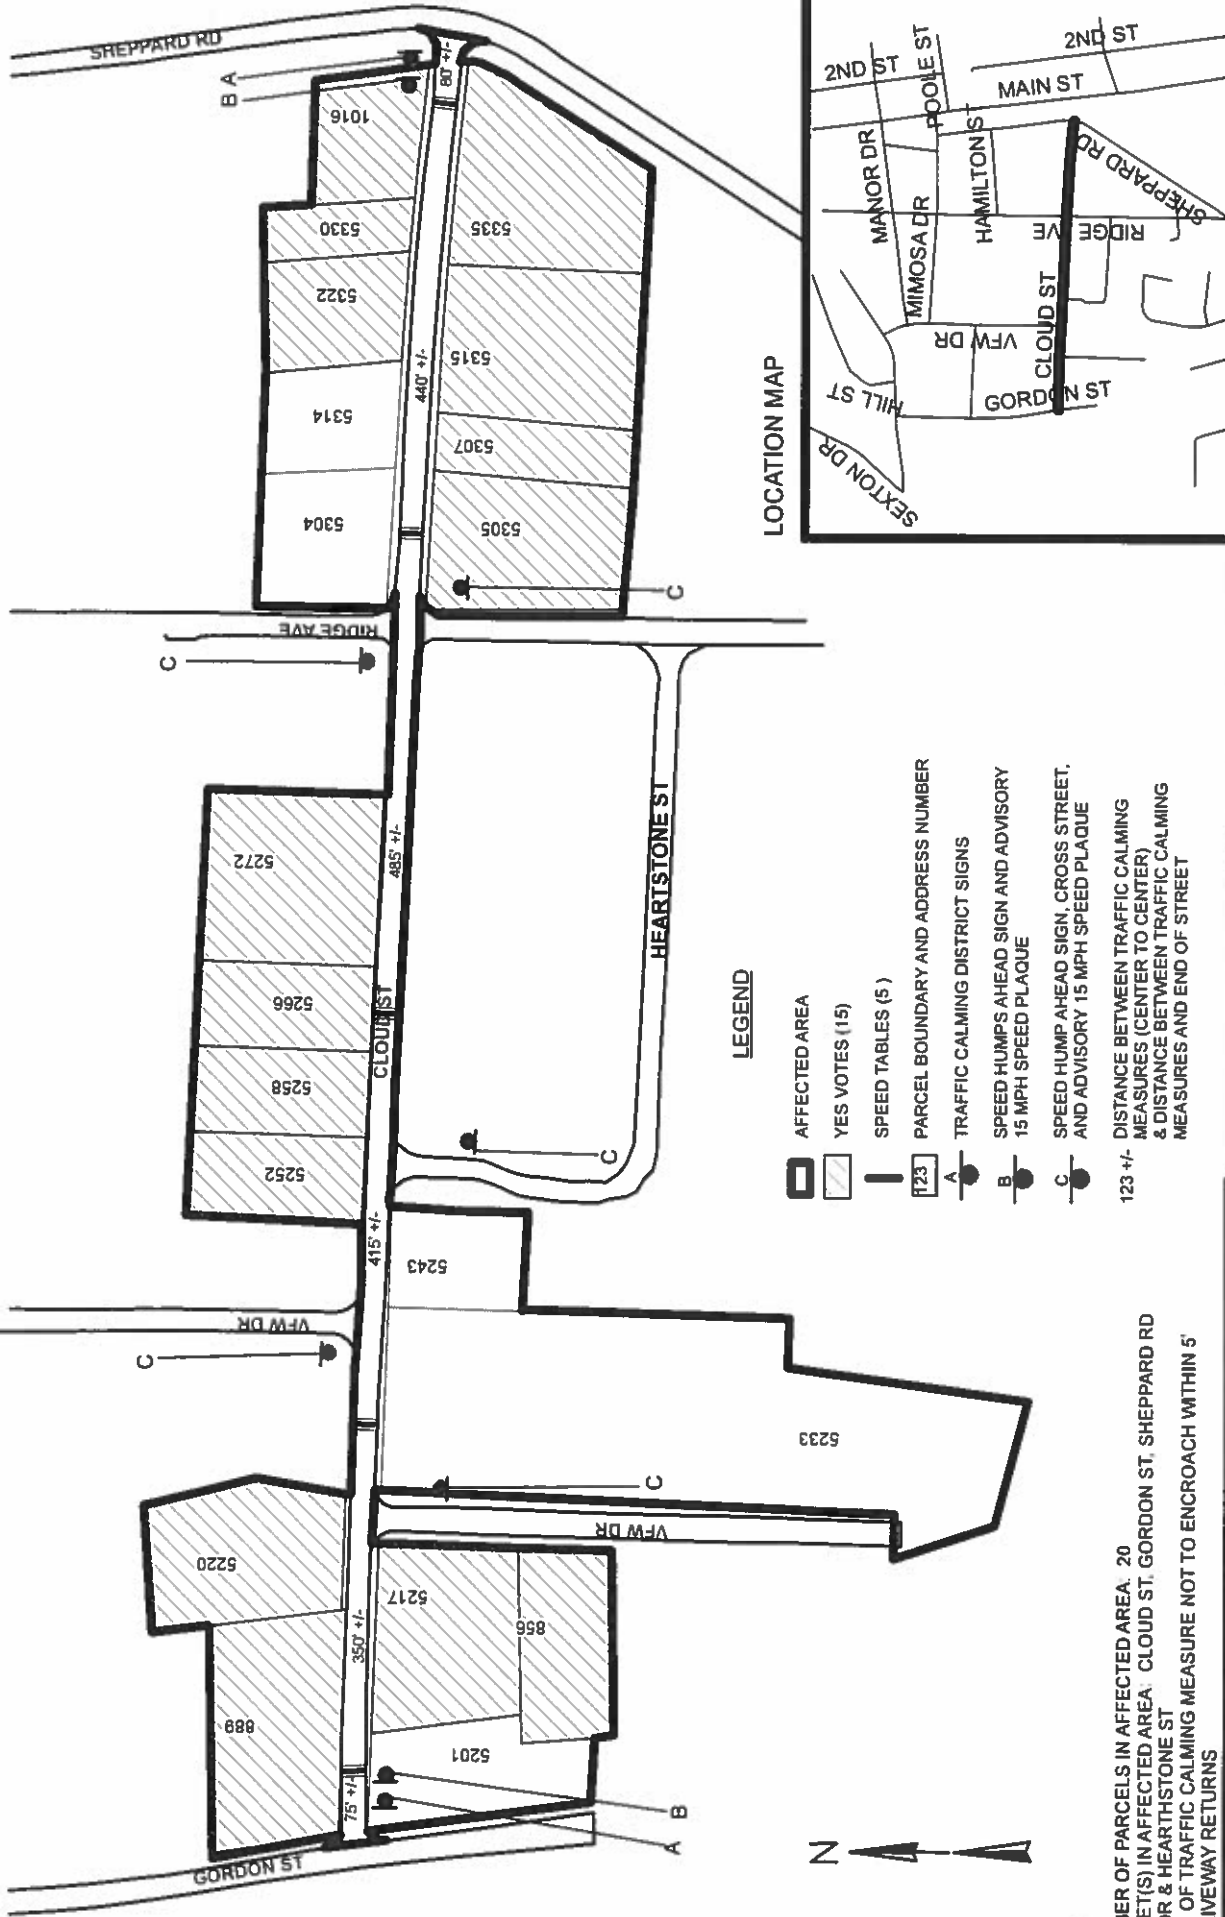 SHEPPARD RD
B
A
1016
80' +/-
5330
5322
5335
5315
440' +/-
5314
5307
5304
5305
C
RIDGE AVE
C
5272
485' +/-
HEARTSTONE ST
5266
CLOUD ST
5258
5252
C
415' +/-
5243
VFW DR
C
5233
C
VFW DR
5220
5217
856
350' +/-
889
5201
75' +/-
B
A
GORDON ST
N
LOCATION MAP
2ND ST
POOLE ST
MAIN ST
2ND ST
MANOR DR
MIMOSA DR
HAMILTON ST
SHEPPARD RD
RIDGE AVE
VFW DR
CLOUD ST
HILL ST
GORDON ST
SEXTON DR
LEGEND
AFFECTED AREA
YES VOTES (15)
SPEED TABLES (5)
123 PARCEL BOUNDARY AND ADDRESS NUMBER
A TRAFFIC CALMING DISTRICT SIGNS
B SPEED HUMPS AHEAD SIGN AND ADVISORY
15 MPH SPEED PLAQUE
C SPEED HUMP AHEAD SIGN, CROSS STREET,
AND ADVISORY 15 MPH SPEED PLAQUE
123 +/- DISTANCE BETWEEN TRAFFIC CALMING
MEASURES (CENTER TO CENTER)
& DISTANCE BETWEEN TRAFFIC CALMING
MEASURES AND END OF STREET
BER OF PARCELS IN AFFECTED AREA: 20
ET(S) IN AFFECTED AREA: CLOUD ST, GORDON ST, SHEPPARD RD
R & HEARTHSTONE ST
OF TRAFFIC CALMING MEASURE NOT TO ENCROACH WITHIN 5'
IVEWAY RETURNS